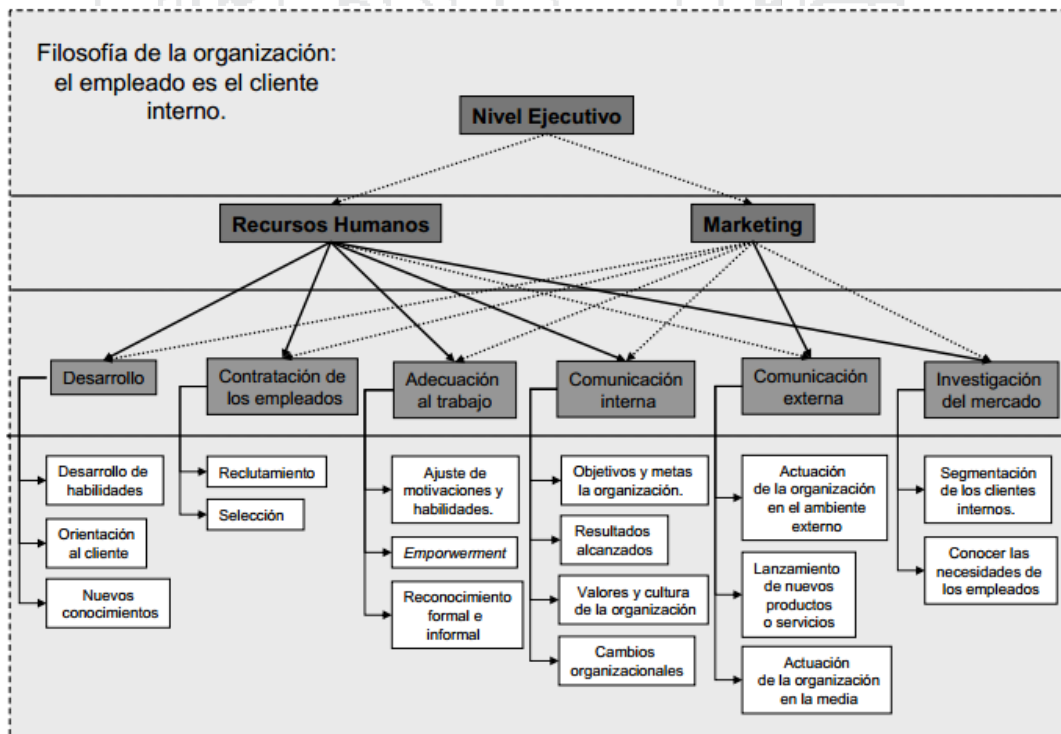 Filosofía de la organización:
el empleado es el cliente
interno.
Nivel Ejecutivo
Recursos Humanos
Marketing
Desarrollo
Contratación de
los empleados
Adecuación
al trabajo
Comunicación
interna
Comunicación
externa
Investigación
del mercado
Desarrollo de
habilidades
Orientación
al cliente
Nuevos
conocimientos
Reclutamiento
Selección
Ajuste de
motivaciones y
habilidades.
Emporwerment
Reconocimiento
formal e
informal
Objetivos y metas
la organización.
Resultados
alcanzados
Valores y cultura
de la organización
Cambios
organizacionales
Actuación
de la organización
en el ambiente
externo
Lanzamiento
de nuevos
productos
o servicios
Actuación
de la organización
en la media
Segmentación
de los clientes
internos.
Conocer las
necesidades de
los empleados